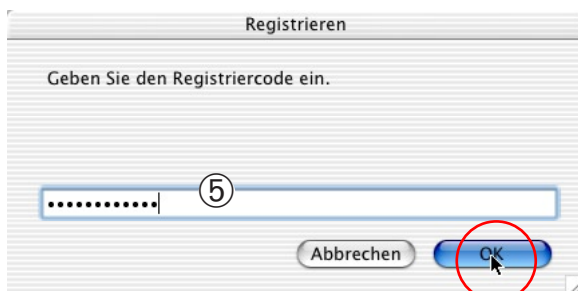 Registrieren
Geben Sie den Registriercode ein.
•••••••••••• ⑤
Abbrechen OK